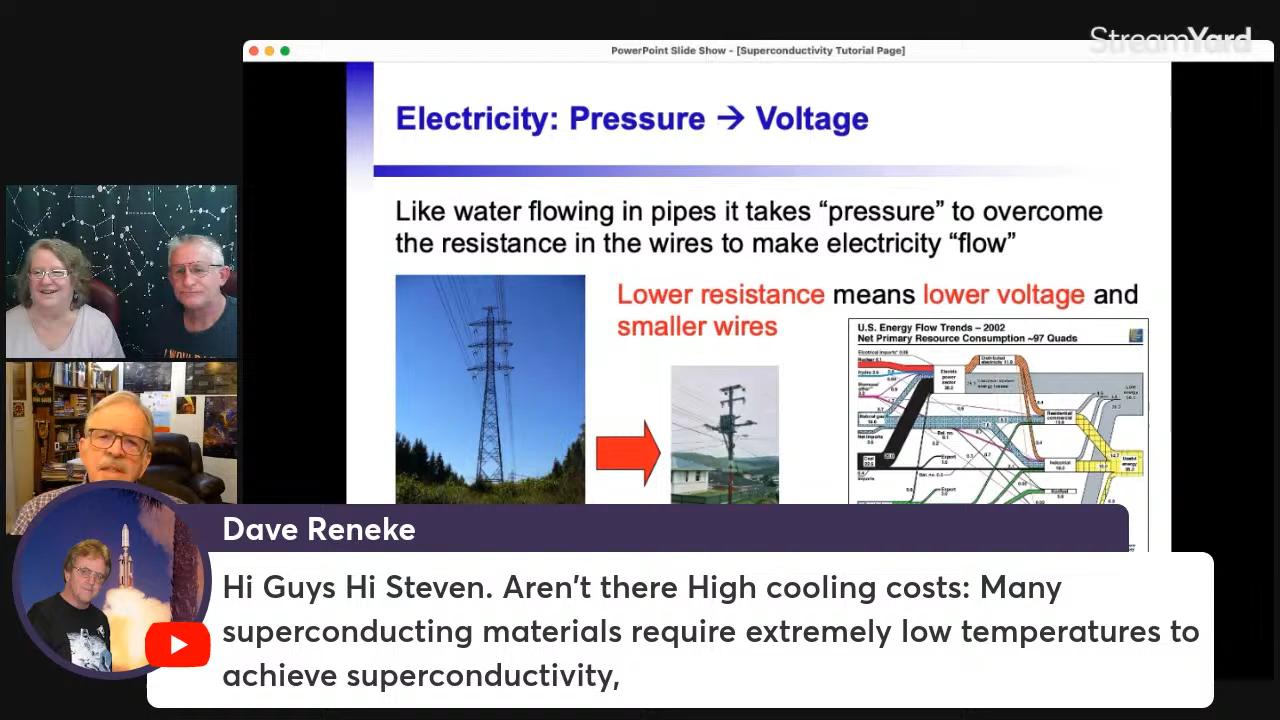 StreamYard
PowerPoint Slide Show - [Superconductivity Tutorial Page]
Electricity: Pressure → Voltage
Like water flowing in pipes it takes “pressure” to overcome
the resistance in the wires to make electricity “flow”
Lower resistance means lower voltage and
smaller wires
U.S. Energy Flow Trends – 2002
Net Primary Resource Consumption ~97 Quads
Dave Reneke
Hi Guys Hi Steven. Aren't there High cooling costs: Many
superconducting materials require extremely low temperatures to
achieve superconductivity,